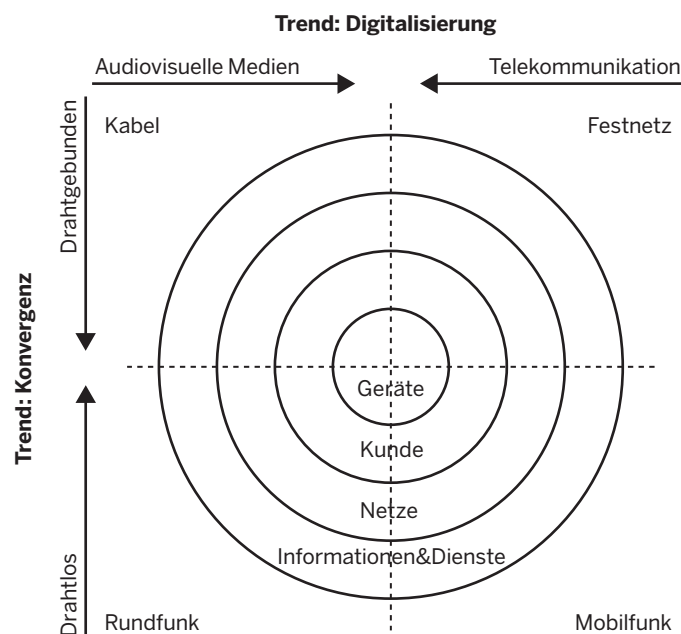 Trend: Digitalisierung
Audiovisuelle Medien
Telekommunikation
Kabel
Festnetz
Drahtgebunden
Trend: Konvergenz
Geräte
Kunde
Netze
Informationen&Dienste
Drahtlos
Rundfunk
Mobilfunk